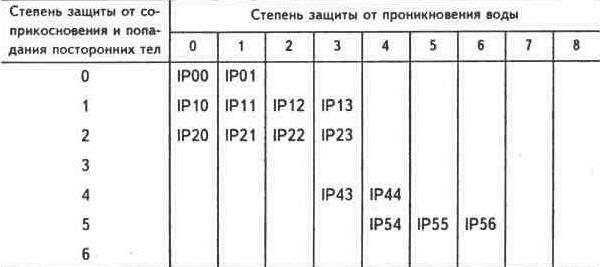 Степень защиты от со-
прикосновения и попа-
дания посторонних тел
Степень защиты от проникновения воды
0 1 2 3 4 5 6 7 8
0 IP00 IP01
1 IP10 IP11 IP12 IP13
2 IP20 IP21 IP22 IP23
3
4 IP43 IP44
5 IP54 IP55 IP56
6